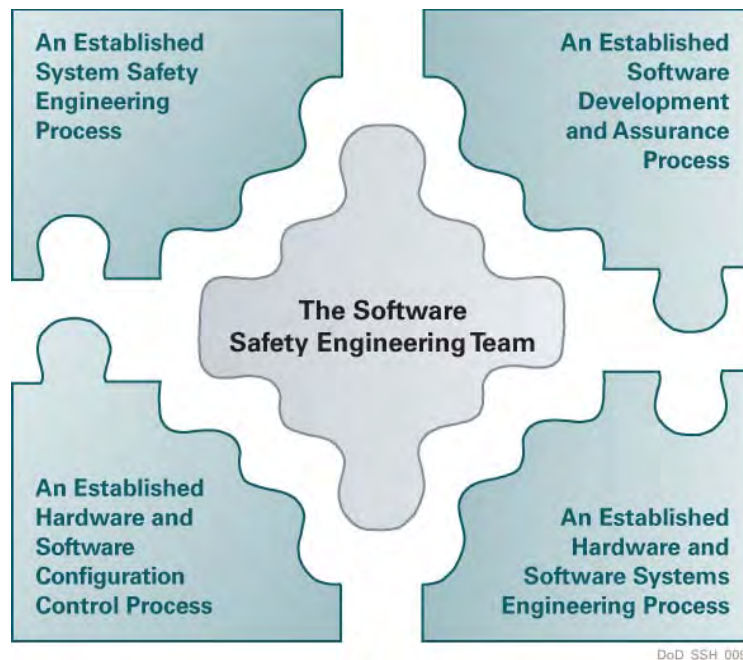 An Established
System Safety
Engineering
Process
An Established
Software
Development
and Assurance
Process
The Software
Safety Engineering Team
An Established
Hardware and
Software
Configuration
Control Process
An Established
Hardware and
Software Systems
Engineering Process
DoD_SSH_009